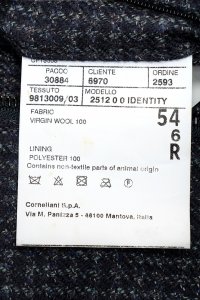 PACCO CLIENTE ORDINE
30884 6970 2593
TESSUTO MODELLO
9813009/03 2512 0 0 IDENTITY
FABRIC
VIRGIN WOOL 100
54
6
R
LINING
POLYESTER 100
Contains non-textile parts of animal origin
Corneliani S.p.A.
Via M. Panizza 5 - 46100 Mantova, Italia